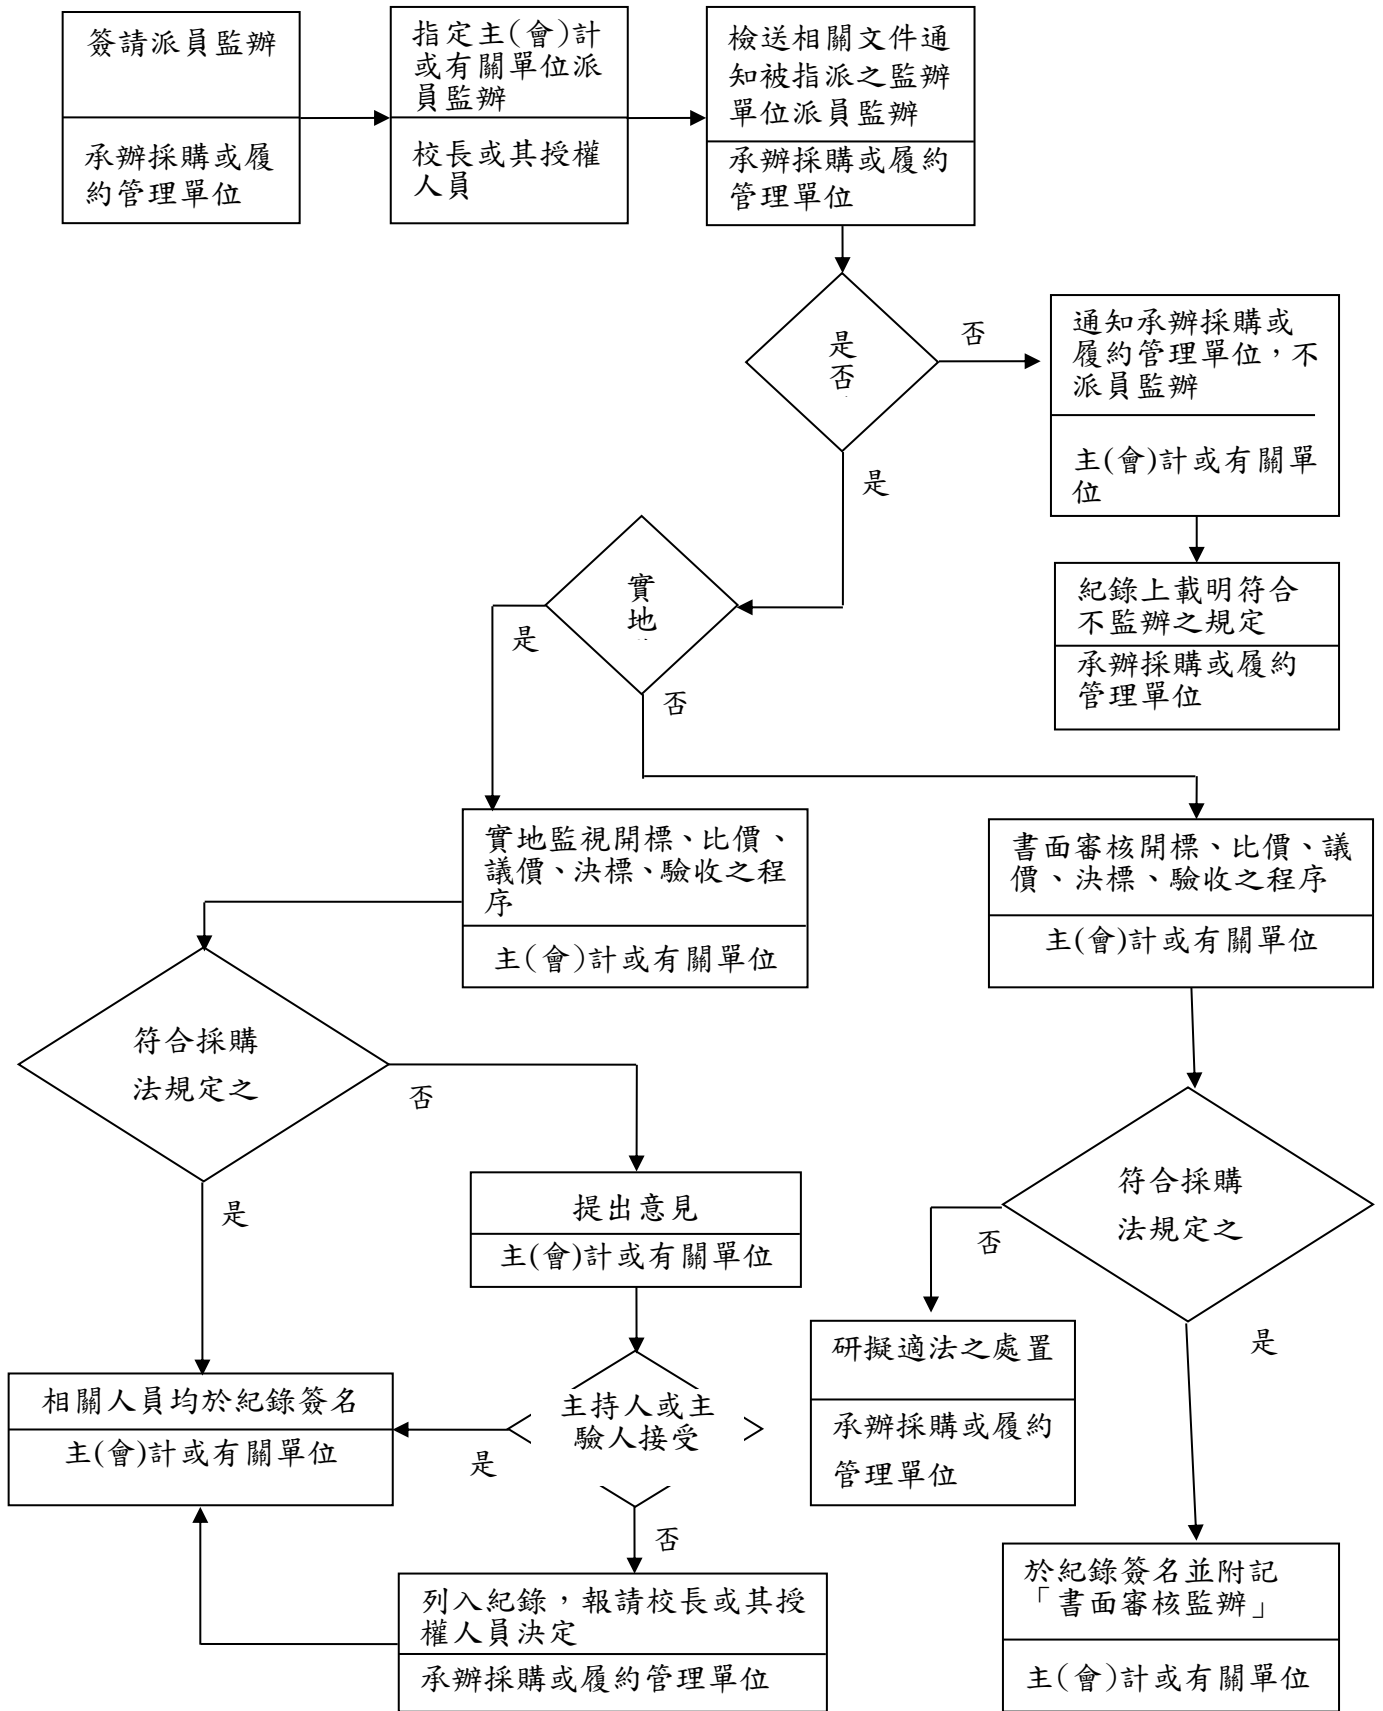 簽請派員監辦
承辦採購或履
約管理單位
指定主(會)計
或有關單位派
員監辦
校長或其授權
人員
檢送相關文件通
知被指派之監辦
單位派員監辦
承辦採購或履約
管理單位
是
否
否
是
通知承辦採購或
履約管理單位，不
派員監辦
主(會)計或有關單
位
紀錄上載明符合
不監辦之規定
承辦採購或履約
管理單位
實
地
是
否
實地監視開標、比價、
議價、決標、驗收之程
序
主(會)計或有關單位
書面審核開標、比價、議
價、決標、驗收之程序
主(會)計或有關單位
符合採購
法規定之
否
是
提出意見
主(會)計或有關單位
符合採購
法規定之
否
是
研擬適法之處置
承辦採購或履約
管理單位
主持人或主
驗人接受
是
否
相關人員均於紀錄簽名
主(會)計或有關單位
列入紀錄，報請校長或其授
權人員決定
承辦採購或履約管理單位
於紀錄簽名並附記
「書面審核監辦」
主(會)計或有關單位